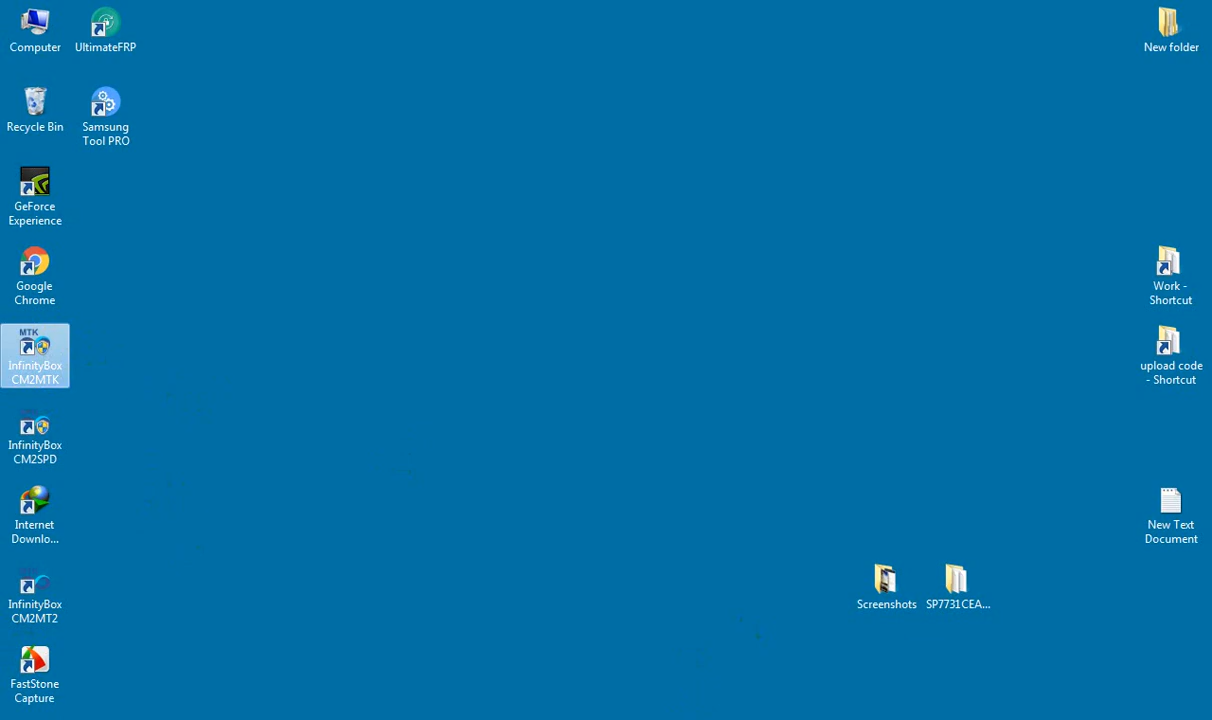 Computer
UltimateFRP
New folder
Recycle Bin
Samsung
Tool PRO
GeForce
Experience
Google
Chrome
Work -
Shortcut
MTK
InfinityBox
CM2MTK
upload code
- Shortcut
InfinityBox
CM2SPD
Internet
Downlo...
New Text
Document
InfinityBox
CM2MT2
Screenshots
SP7731CEA...
FastStone
Capture